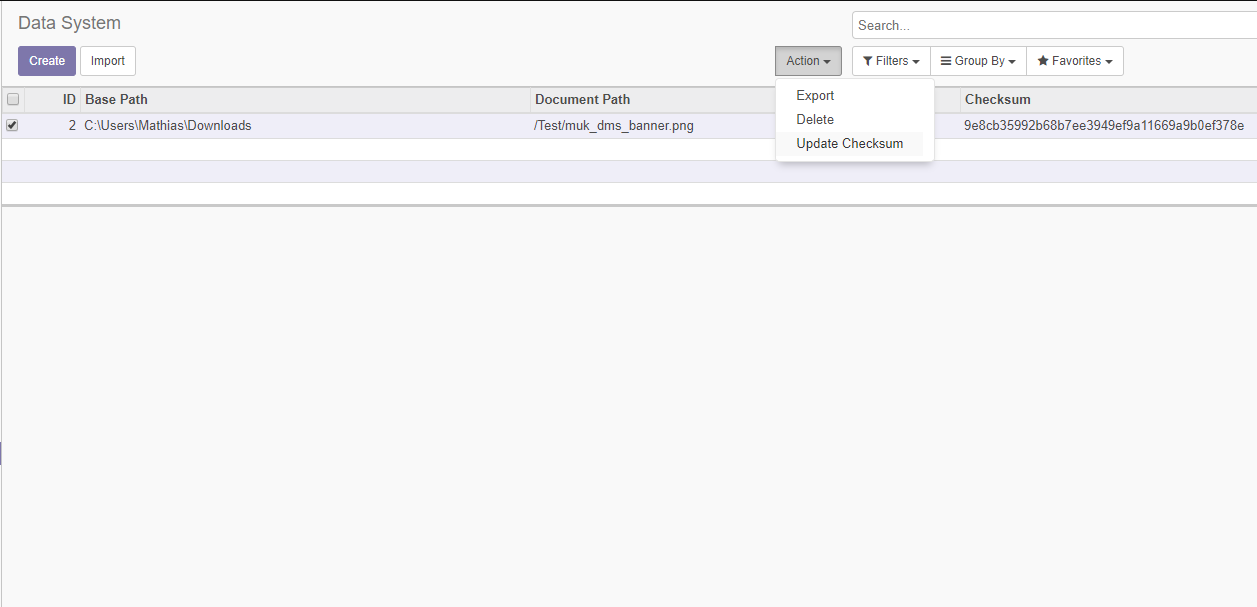 Data System
Search...
Create Import Action Filters Group By Favorites
Export
Delete
Update Checksum
ID Base Path Document Path Checksum
2 C:\Users\Mathias\Downloads /Test/muk_dms_banner.png 9e8cb35992b68b7ee3949ef9a11669a9b0ef378e